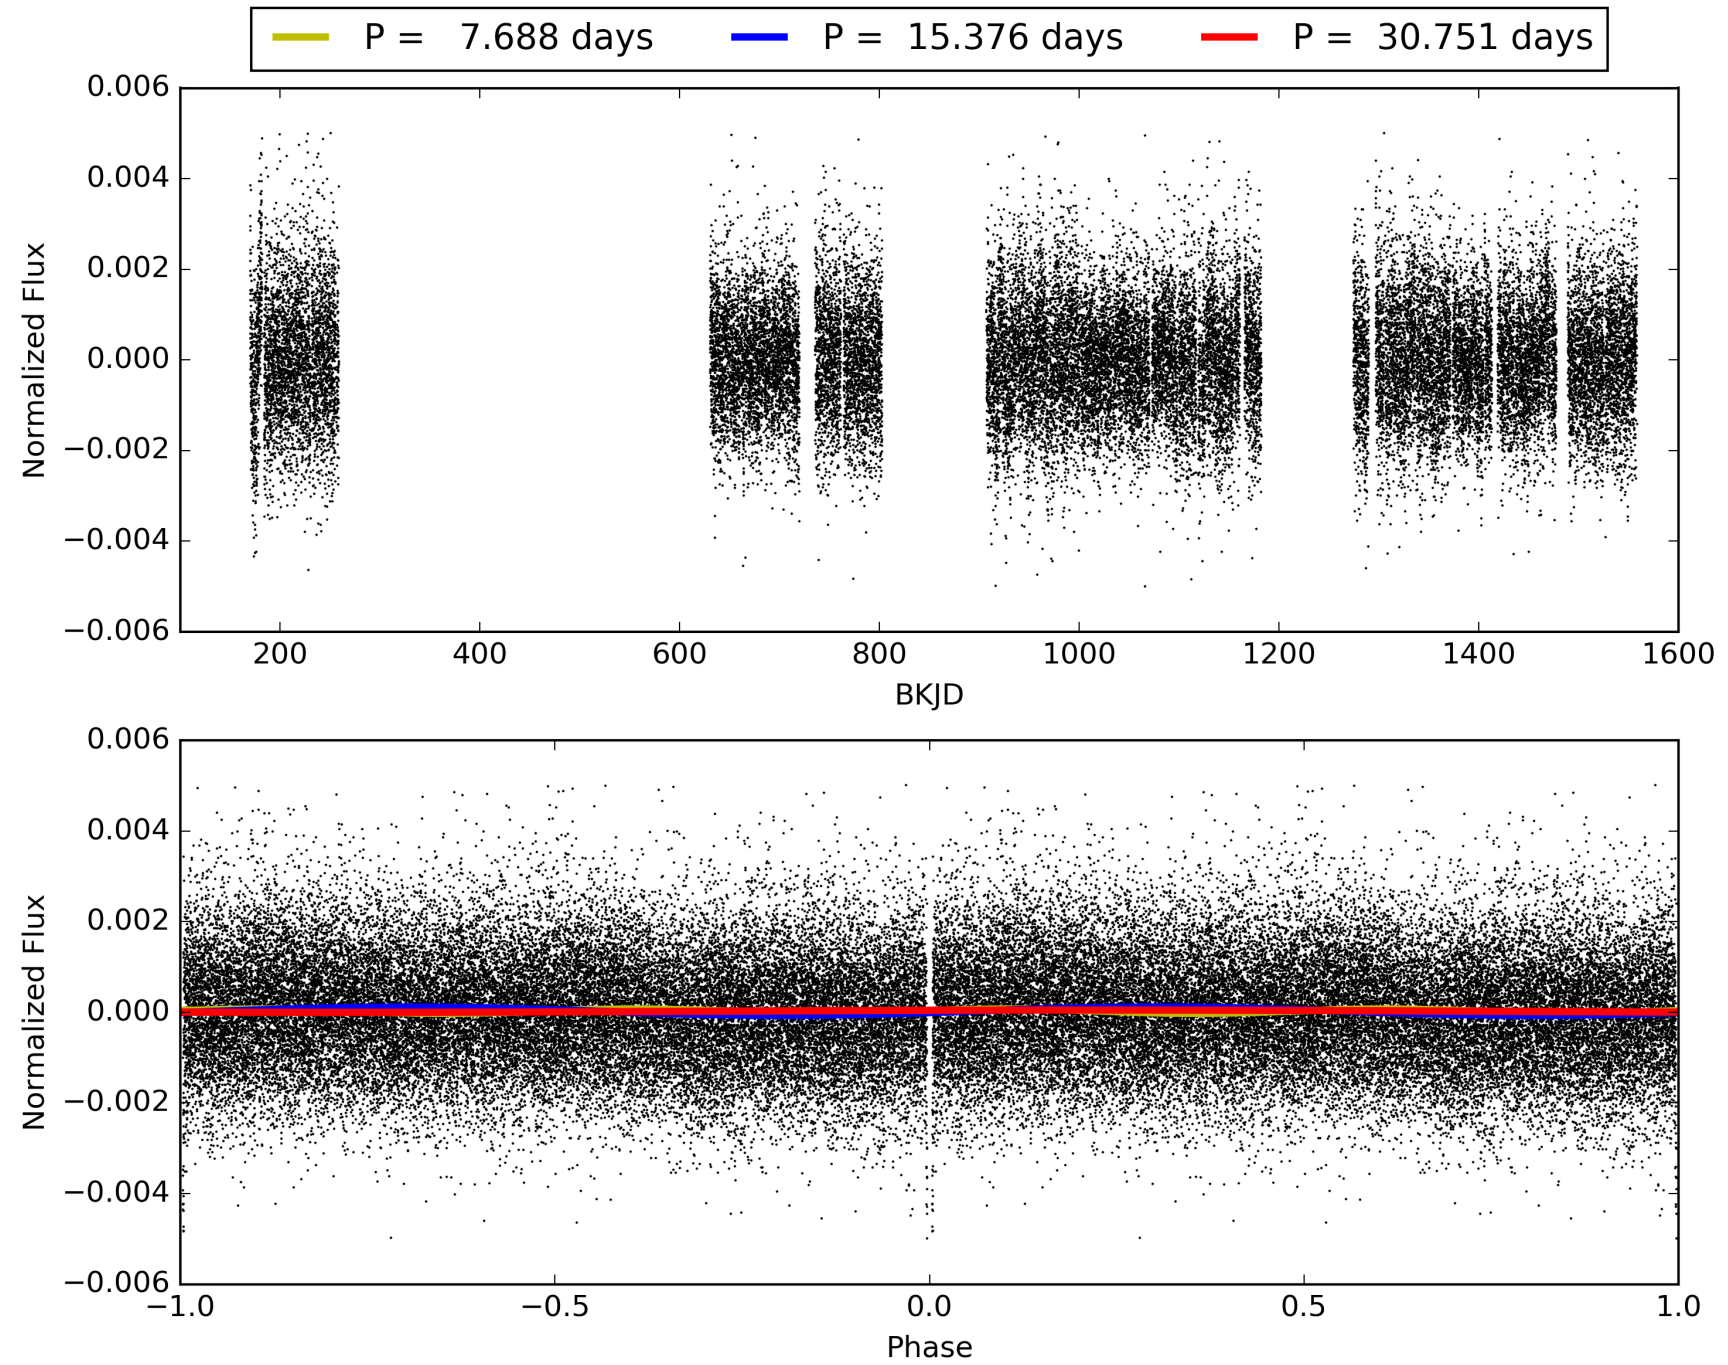 P = 7.688 days P = 15.376 days P = 30.751 days
0.006
0.004
0.002
0.000
−0.002
−0.004
−0.006
Normalized Flux
200 400 600 800 1000 1200 1400 1600
BKJD
0.006
0.004
0.002
0.000
−0.002
−0.004
−0.006
Normalized Flux
−1.0 −0.5 0.0 0.5 1.0
Phase